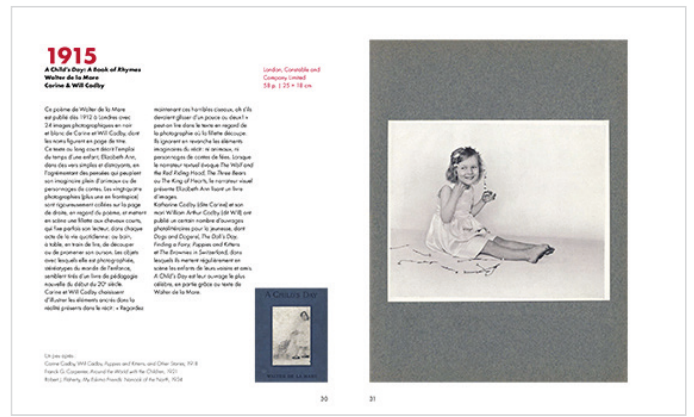 1915
A Child's Day: A Book of Rhymes
Walter de la Mare
Carine & Will Cadby
London, Constable and
Company Limited
58 p. | 25 × 18 cm
Ce poème de Walter de la Mare
est publié dès 1912 à Londres avec
24 images photographiques en noir
et blanc de Carine et Will Cadby, dont
les noms figurent en page de titre.
Ce texte au long court décrit l'emploi
du temps d'une enfant, Elizabeth Ann,
dans des vers simples et distrayants, en
l'agrémentant des pensées qui peuplent
son imaginaire plein d'animaux ou de
personnages de contes. Les vingt-quatre
photographies (plus une en frontispice)
sont rigoureusement collées sur la page
de droite, en regard du poème, et mettent
en scène une fillette aux cheveux courts,
qui fixe parfois son lecteur, dans chaque
acte de la vie quotidienne : au bain,
à table, en train de lire, de découper
ou de promener son ourson. Les objets
avec lesquels elle est photographiée,
stéréotypes du monde de l'enfance,
semblent tirés d'un livre de pédagogie
nouvelle du début du 20e siècle.
Carine et Will Cadby choisissent
d'illustrer les éléments ancrés dans la
réalité présents dans le récit : « Regardez
maintenant ces horribles ciseaux, ah s'ils
devaient glisser d'un pouce ou deux ! »
peut-on lire dans le texte en regard de
la photographie où la fillette découpe.
Ils ignorent en revanche les éléments
imaginaires du récit : ni animaux, ni
personnages de contes de fées. Lorsque
le narrateur textuel évoque The Wolf and
the Red Riding Hood, The Three Bears
ou The King of Hearts, le narrateur visuel
présente Elizabeth Ann lisant un livre
d'images.
Katharine Cadby (dite Carine) et son
mari William Arthur Cadby (dit Will) ont
publié un certain nombre d'ouvrages
photolittéraires pour la jeunesse, dont
Dogs and Doggerel, The Doll's Day,
Finding a Fairy, Puppies and Kittens
et The Brownies in Switzerland, dans
lesquels ils mettent régulièrement en
scène les enfants de leurs voisins et amis.
A Child's Day est leur ouvrage le plus
célèbre, en partie grâce au texte de
Walter de la Mare.
A CHILD'S DAY
WALTER DE LA MARE
Un peu après
Carine Cadby, Will Cadby, Puppies and Kittens, and Other Stories, 1918
Frank G. Carpenter, Around the World with the Children, 1921
Robert J. Flaherty, My Eskimo Friends: Nanook of the North, 1924
30
31